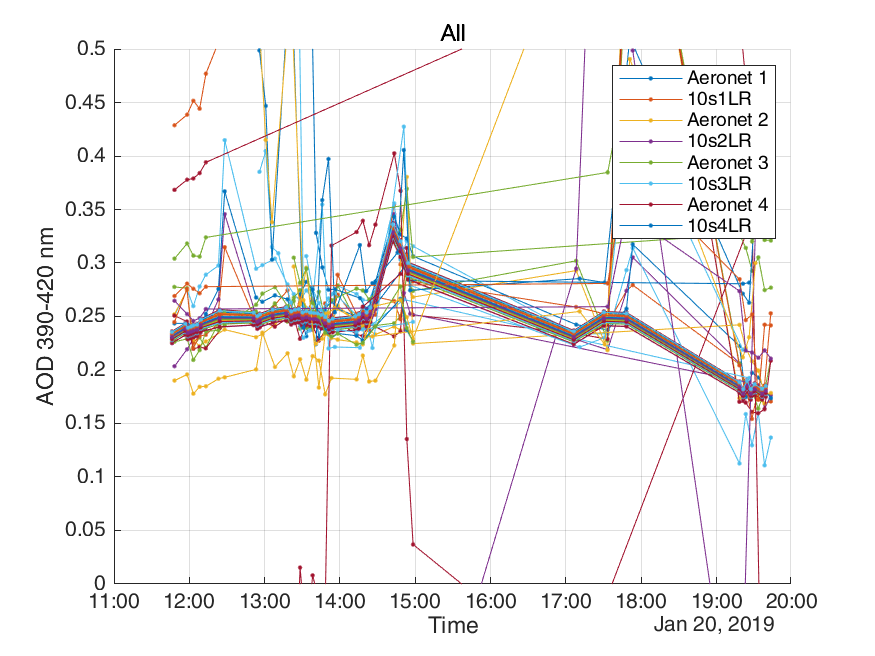 All
0.5
0.45
0.4
0.35
0.3
0.25
0.2
0.15
0.1
0.05
0
AOD 390-420 nm
Aeronet 1
10s1LR
Aeronet 2
10s2LR
Aeronet 3
10s3LR
Aeronet 4
10s4LR
11:00 12:00 13:00 14:00 15:00 16:00 17:00 18:00 19:00 20:00
Time
Jan 20, 2019